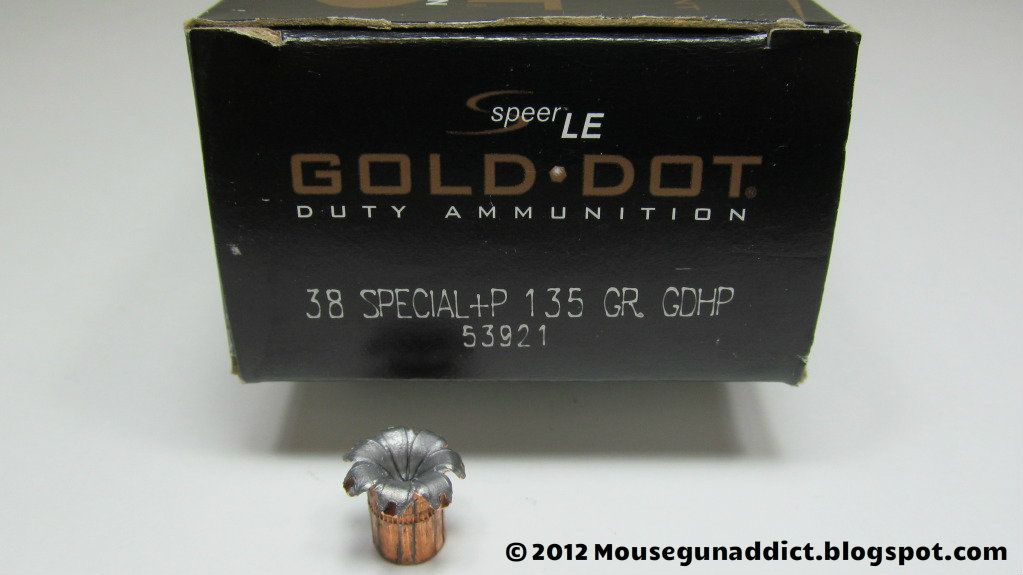 speer LE
GOLD DOT®
DUTY AMMUNITION
38 SPECIAL+P 135 GR GDHP
53921
© 2012 Mousegunaddict.blogspot.com